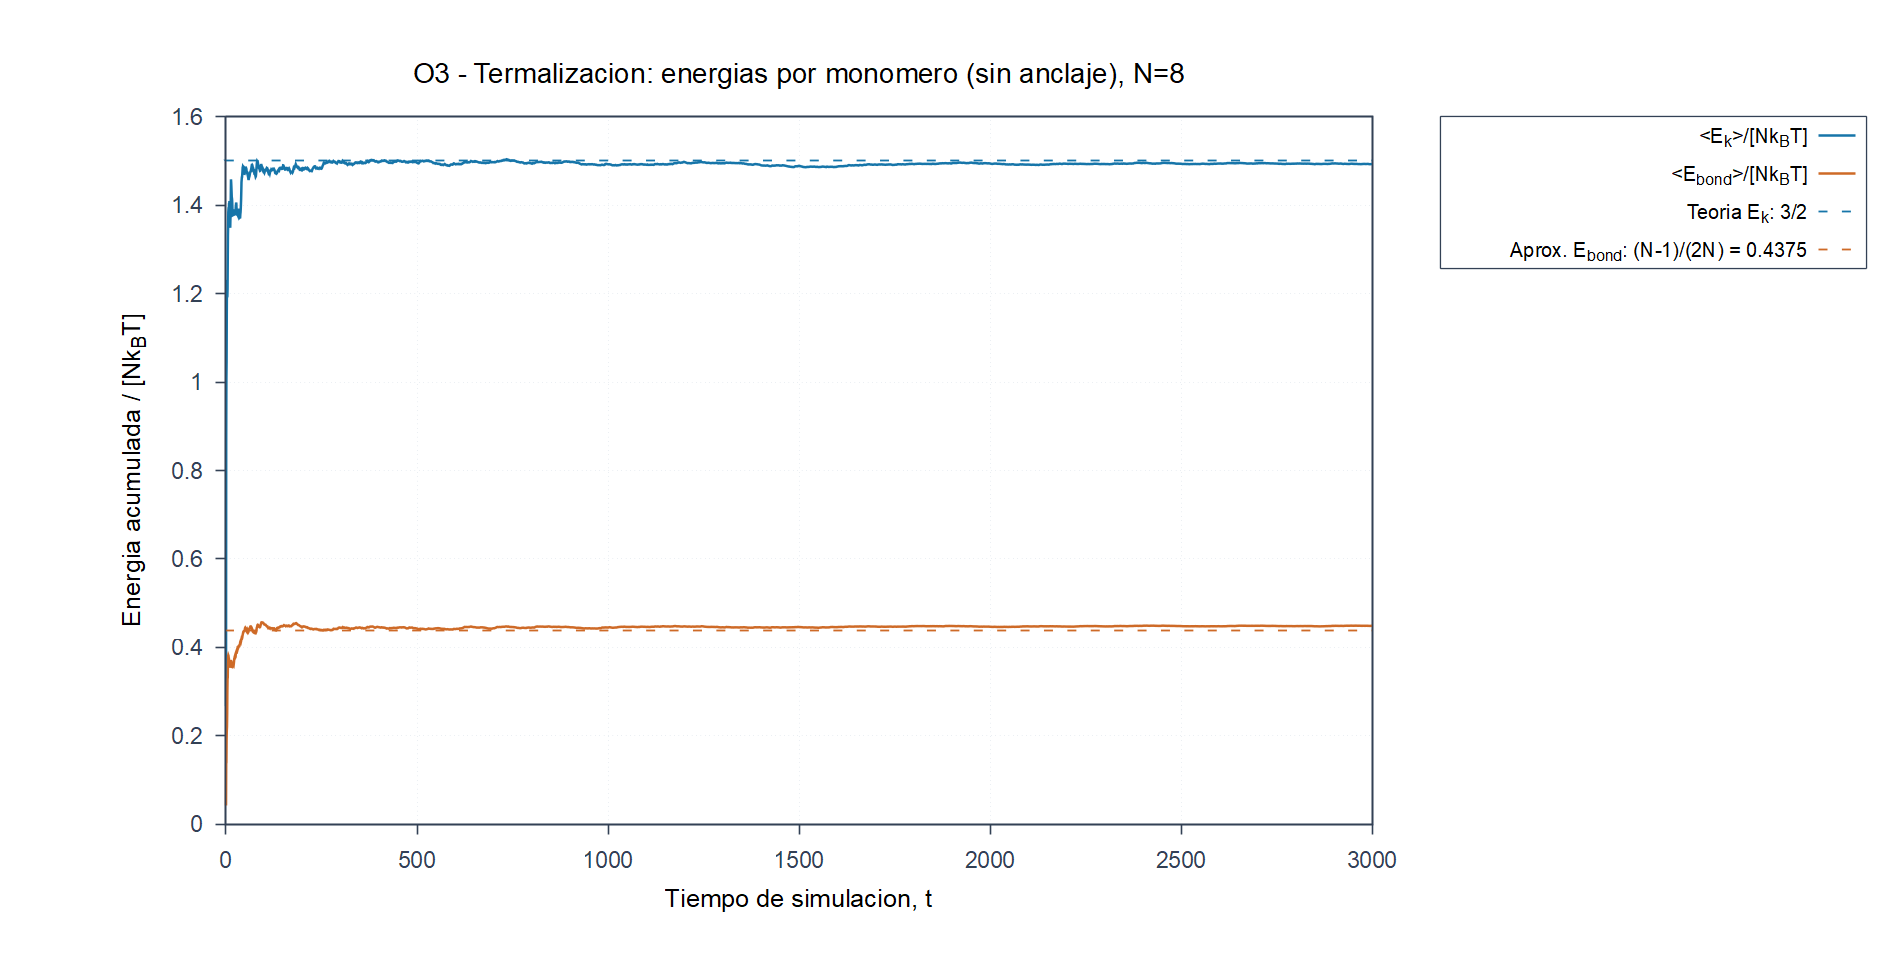 O3 - Termalizacion: energias por monomero (sin anclaje), N=8
<Ek>/[NkBT]
<Ebond>/[NkBT]
Teoria Ek: 3/2
Aprox. Ebond: (N-1)/(2N) = 0.4375
Energia acumulada / [NkBT]
1.6
1.4
1.2
1
0.8
0.6
0.4
0.2
0
0 500 1000 1500 2000 2500 3000
Tiempo de simulacion, t